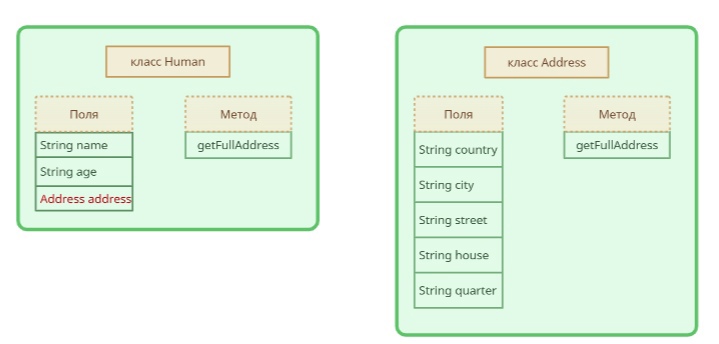 класс Human
Поля
Метод
String name
getFullAddress
String age
Address address
класс Address
Поля
Метод
String country
getFullAddress
String city
String street
String house
String quarter